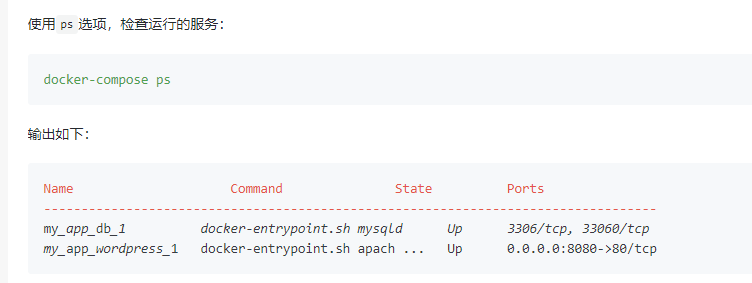 使用ps选项，检查运行的服务：
docker-compose ps
输出如下：
Name                     Command               State          Ports
----------------------------------------------------------------------------------
my_app_db_1          docker-entrypoint.sh mysqld      Up      3306/tcp, 33060/tcp
my_app_wordpress_1   docker-entrypoint.sh apach ...   Up      0.0.0.0:8080->80/tcp